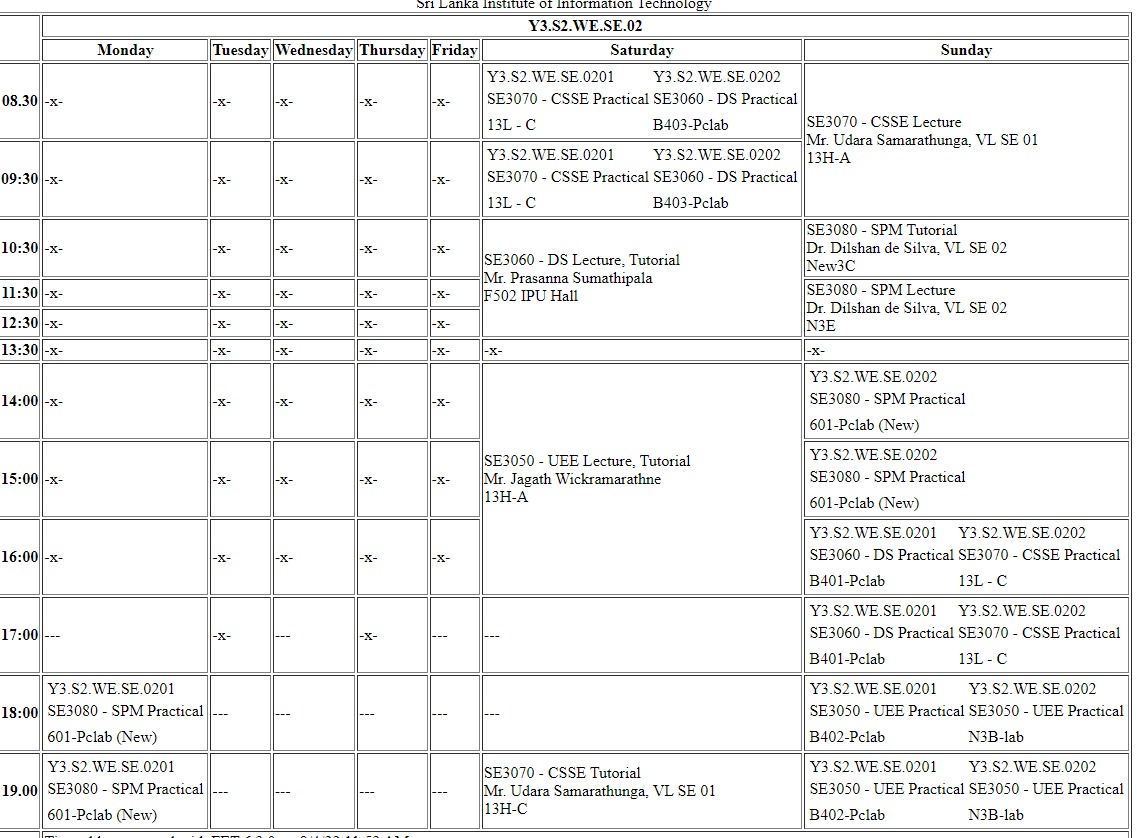 Sri Lanka Institute of Information Technology
Y3.S2.WE.SE.02
Monday Tuesday Wednesday Thursday Friday Saturday Sunday
08.30 -x- -x- -x- -x- -x- Y3.S2.WE.SE.0201 Y3.S2.WE.SE.0202
SE3070 - CSSE Practical SE3060 - DS Practical
13L - C B403-Pclab
SE3070 - CSSE Lecture
Mr. Udara Samarathunga, VL SE 01
13H-A
09:30 -x- -x- -x- -x- -x- Y3.S2.WE.SE.0201 Y3.S2.WE.SE.0202
SE3070 - CSSE Practical SE3060 - DS Practical
13L - C B403-Pclab
10:30 -x- -x- -x- -x- -x-
SE3060 - DS Lecture, Tutorial
Mr. Prasanna Sumathipala
F502 IPU Hall
SE3080 - SPM Tutorial
Dr. Dilshan de Silva, VL SE 02
New3C
11:30 -x- -x- -x- -x- -x-
SE3080 - SPM Lecture
Dr. Dilshan de Silva, VL SE 02
N3E
12:30 -x- -x- -x- -x- -x-
13:30 -x- -x- -x- -x- -x- -x- -x-
14:00 -x- -x- -x- -x- -x-
SE3050 - UEE Lecture, Tutorial
Mr. Jagath Wickramarathne
13H-A
Y3.S2.WE.SE.0202
SE3080 - SPM Practical
601-Pclab (New)
15:00 -x- -x- -x- -x- -x-
Y3.S2.WE.SE.0202
SE3080 - SPM Practical
601-Pclab (New)
16:00 -x- -x- -x- -x- -x-
Y3.S2.WE.SE.0201 Y3.S2.WE.SE.0202
SE3060 - DS Practical SE3070 - CSSE Practical
B401-Pclab 13L - C
17:00 --- -x- --- -x- --- ---
Y3.S2.WE.SE.0201 Y3.S2.WE.SE.0202
SE3060 - DS Practical SE3070 - CSSE Practical
B401-Pclab 13L - C
18:00
Y3.S2.WE.SE.0201
SE3080 - SPM Practical
601-Pclab (New)
--- --- --- --- ---
Y3.S2.WE.SE.0201 Y3.S2.WE.SE.0202
SE3050 - UEE Practical SE3050 - UEE Practical
B402-Pclab N3B-lab
19.00
Y3.S2.WE.SE.0201
SE3080 - SPM Practical
601-Pclab (New)
--- --- --- ---
SE3070 - CSSE Tutorial
Mr. Udara Samarathunga, VL SE 01
13H-C
Y3.S2.WE.SE.0201 Y3.S2.WE.SE.0202
SE3050 - UEE Practical SE3050 - UEE Practical
B402-Pclab N3B-lab